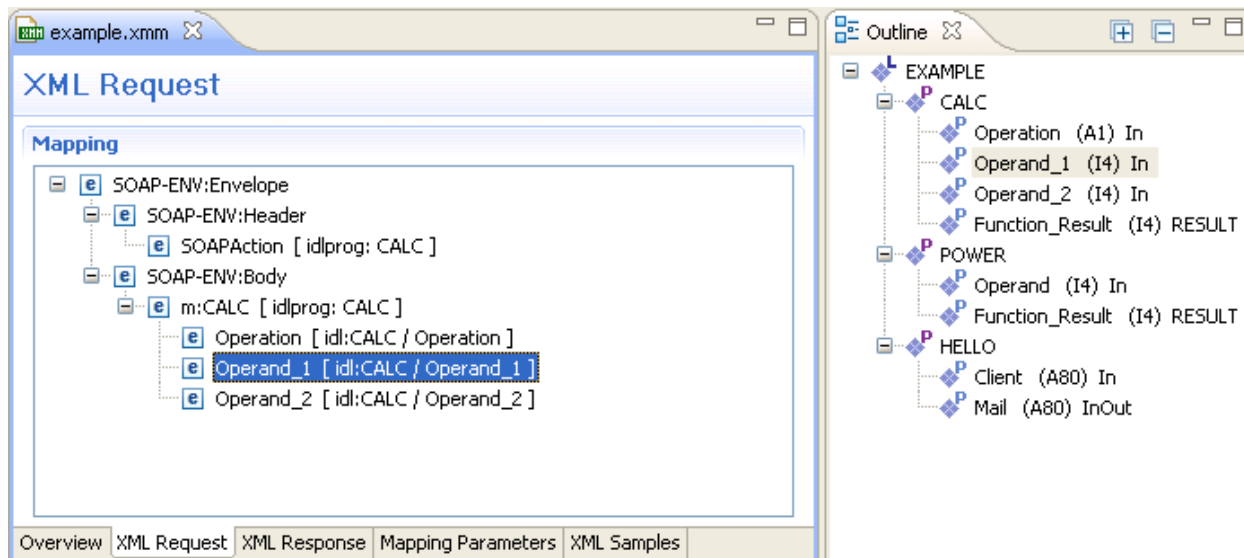 example.xmm
XML Request
Mapping
SOAP-ENV:Envelope
SOAP-ENV:Header
SOAPAction [ idlprog: CALC ]
SOAP-ENV:Body
m:CALC [ idlprog: CALC ]
Operation [ idl:CALC / Operation ]
Operand_1 [ idl:CALC / Operand_1 ]
Operand_2 [ idl:CALC / Operand_2 ]
Overview XML Request XML Response Mapping Parameters XML Samples
Outline
EXAMPLE
CALC
Operation (A1) In
Operand_1 (I4) In
Operand_2 (I4) In
Function_Result (I4) RESULT
POWER
Operand (I4) In
Function_Result (I4) RESULT
HELLO
Client (A80) In
Mail (A80) InOut